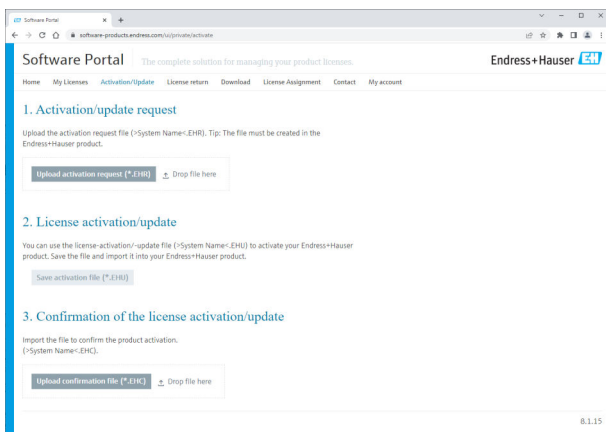 Software Portal
software-products.endress.com/ui/private/activate
Software Portal The complete solution for managing your product licenses.
Endress+Hauser EH
Home My Licenses Activation/Update License return Download License Assignment Contact My account
1. Activation/update request
Upload the activation request file (>System Name<.EHR). Tip: The file must be created in the
Endress+Hauser product.
Upload activation request (*.EHR) Drop file here
2. License activation/update
You can use the license-activation/-update file (>System Name<.EHU) to activate your Endress+Hauser
product. Save the file and import it into your Endress+Hauser product.
Save activation file (*.EHU)
3. Confirmation of the license activation/update
Import the file to confirm the product activation.
(>System Name<.EHC).
Upload confirmation file (*.EHC) Drop file here
8.1.15